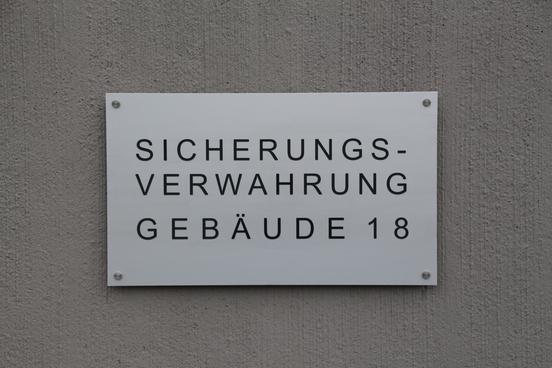 SICHERUNGS-
VERWAHRUNG
GEBÄUDE 18